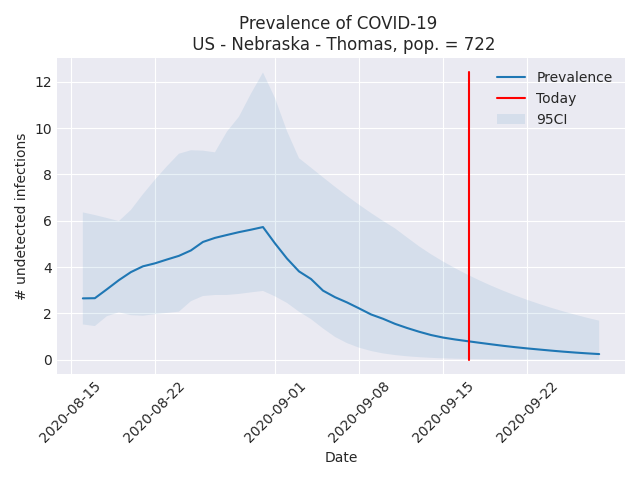 Prevalence of COVID-19
US - Nebraska - Thomas, pop. = 722
12
10
8
6
4
2
0
# undetected infections
Prevalence
Today
95CI
2020-08-15
2020-08-22
2020-09-01
2020-09-08
2020-09-15
2020-09-22
Date